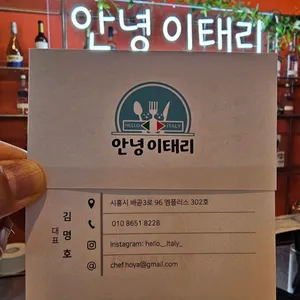 안녕 이태리
HELLO ITALY
안녕이태리
대표 김명호
시흥시 배곧3로 96 엠플러스 302호
010 8651 8228
Instagram: hello._.italy_
chef.hoya@gmail.com